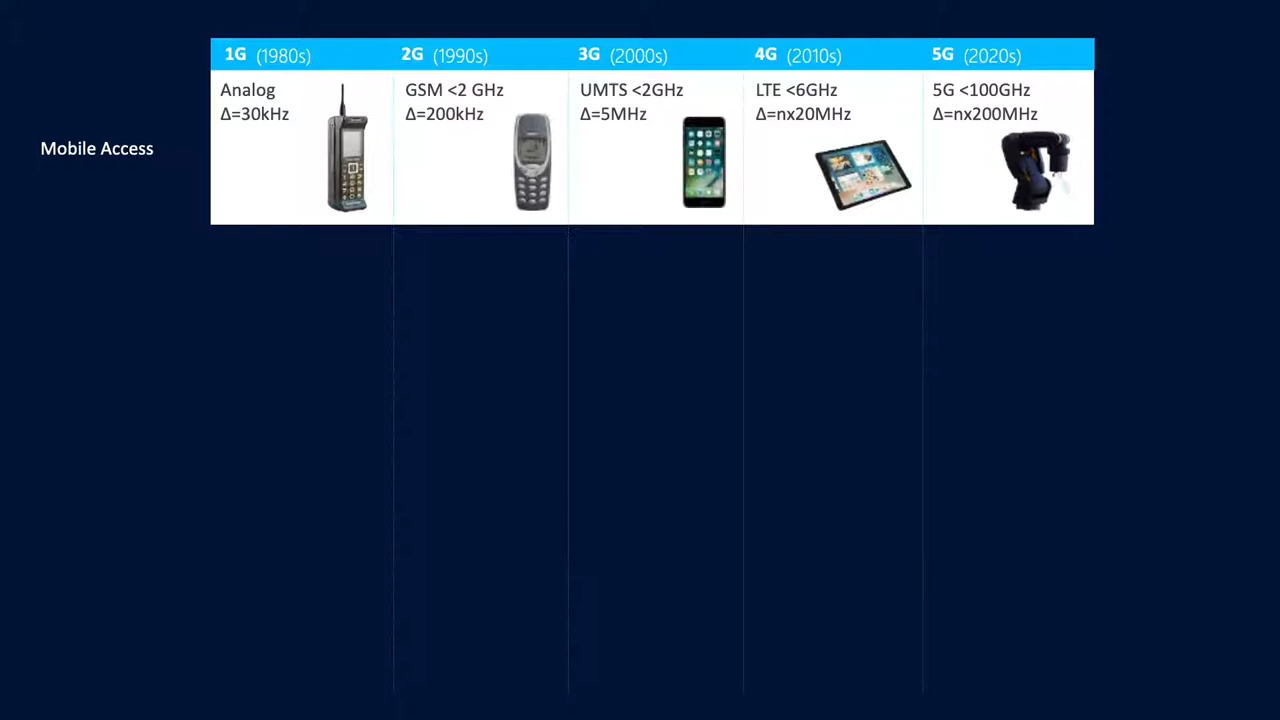 1G (1980s) 2G (1990s) 3G (2000s) 4G (2010s) 5G (2020s)
Analog GSM <2 GHz UMTS <2GHz LTE <6GHz 5G <100GHz
Δ=30kHz Δ=200kHz Δ=5MHz Δ=nx20MHz Δ=nx200MHz
Mobile Access